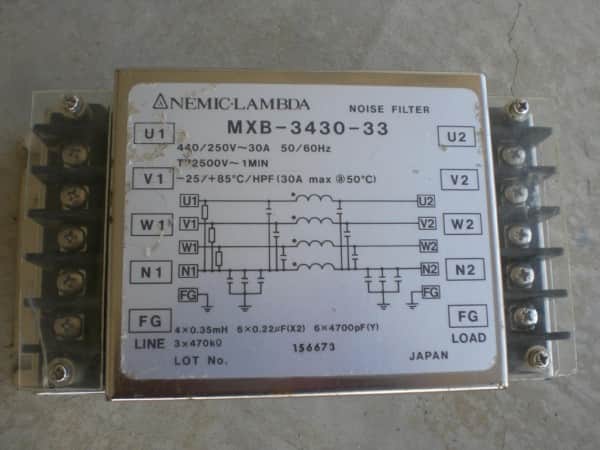 NEMIC-LAMBDA
NOISE FILTER
MXB-3430-33
U1
U2
440/250V~30A 50/60Hz
2500V~1MIN
-25/+85°C/HPF (30A max @50°C)
V1
V2
W1
W2
N1
N2
FG
FG
LINE
LOAD
U1
U2
V1
V2
W1
W2
N1
N2
FG
FG
4×0.35mH 6×0.22μF(X2) 6×4700pF(Y)
3×470kΩ
156673
LOT No.
JAPAN